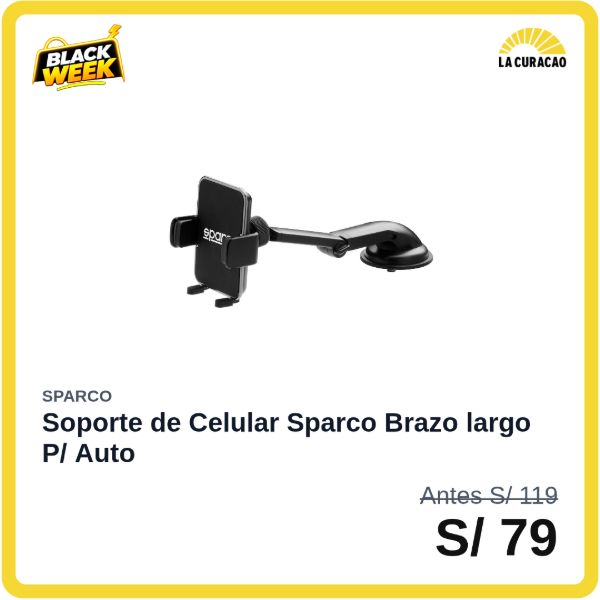 BLACK
WEEK
LA CURACAO
sparco
SPARCO
Soporte de Celular Sparco Brazo largo
P/ Auto
Antes S/ 119
S/ 79